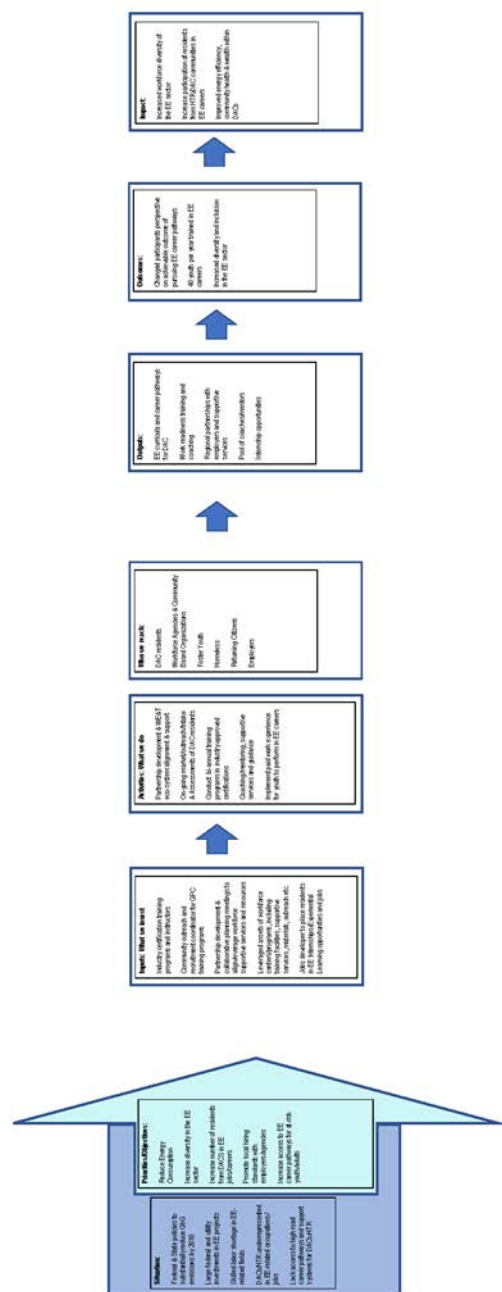 Situation:
Federal & State policies to
substantially reduce GHG
emissions by 2030
Large federal and utility
investments in EE projects
Skilled labor shortage in EE-
related fields
DACs/HTR underrepresented
in EE-related occupations/
jobs
Lack access to high road
career pathways and support
systems for DACs/HTR
Priorities/Objectives:
Reduce Energy
Consumption
Increase diversity in the EE
sector
Increase number of residents
from DACS in EE
jobs/careers
Promote local hiring
standards with
employers/agencies
Increase access to EE
career pathways for at-risk
youth/adults
Inputs: What we invest
Industry certification training
programs and instructors
Community outreach and
recruitment coordinator for GPC
training programs
Partnership development &
collaborative planning meetings to
align/leverage workforce
supportive services and resources
Leveraged assets of workforce
centers/programs, including
training facilities, supportive
services, materials, outreach etc.
Jobs developer to place residents
in EE Internships/Experiential
Learning opportunities and jobs
Activities: What we do
Partnership development & WE&T
eco-system alignment & support
On-going market/outreach/Intake
& Assessments of DAC residents
Conduct bi-annual training
programs in industry-approved
certifications
Coaching/mentoring, supportive
services and guidance
Implement paid work experience
for youth to perform in EE careers
Who we reach:
DAC residents
Workforce Agencies & Community
Based Organizations
Foster Youth
Homeless
Returning Citizens
Employers
Outputs:
EE curricula and career pathways
for DAC
Work readiness training and
coaching
Regional partnerships with
employers and supportive
services
Pool of coaches/mentors
Internship opportunities
Outcomes:
Changed participants perspective
on achievable outcome of
pursuing EE career pathways
40 youth per year trained in EE
careers
Increased diversity and inclusion
in the EE sector
Impact:
Increased workforce diversity of
the EE sector
Increase participation of residents
from HTR/DAC communities in
EE careers
Improved energy efficiency,
community health & wealth within
DACs